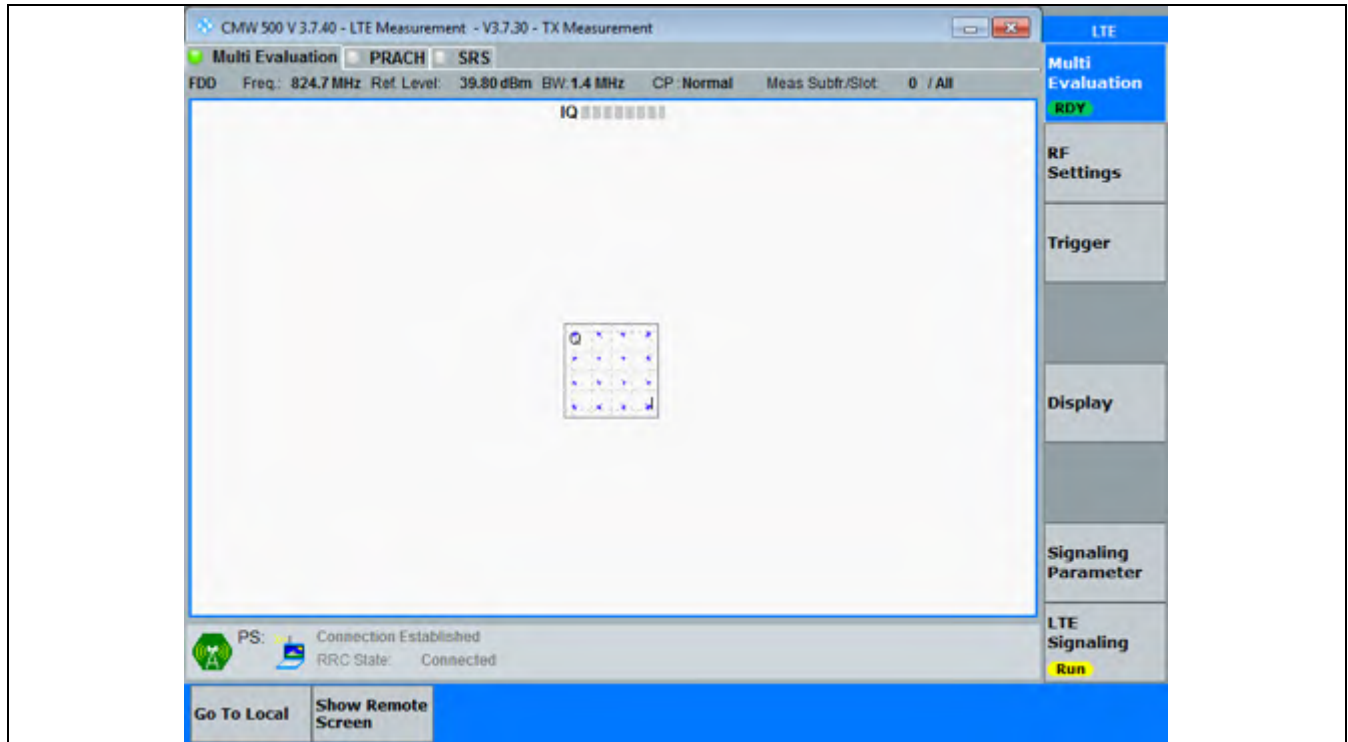 CMW 500 V 3.7.40 - LTE Measurement - V3.7.30 - TX Measurement
LTE
Multi Evaluation PRACH SRS
FDD Freq.: 824.7 MHz Ref. Level: 39.80 dBm BW: 1.4 MHz CP : Normal Meas Subfr./Slot: 0 / All
IQ
Q
I
Multi
Evaluation
RDY
RF
Settings
Trigger
Display
Signaling
Parameter
LTE
Signaling
Run
PS: Connection Established
RRC State: Connected
Go To Local
Show Remote
Screen